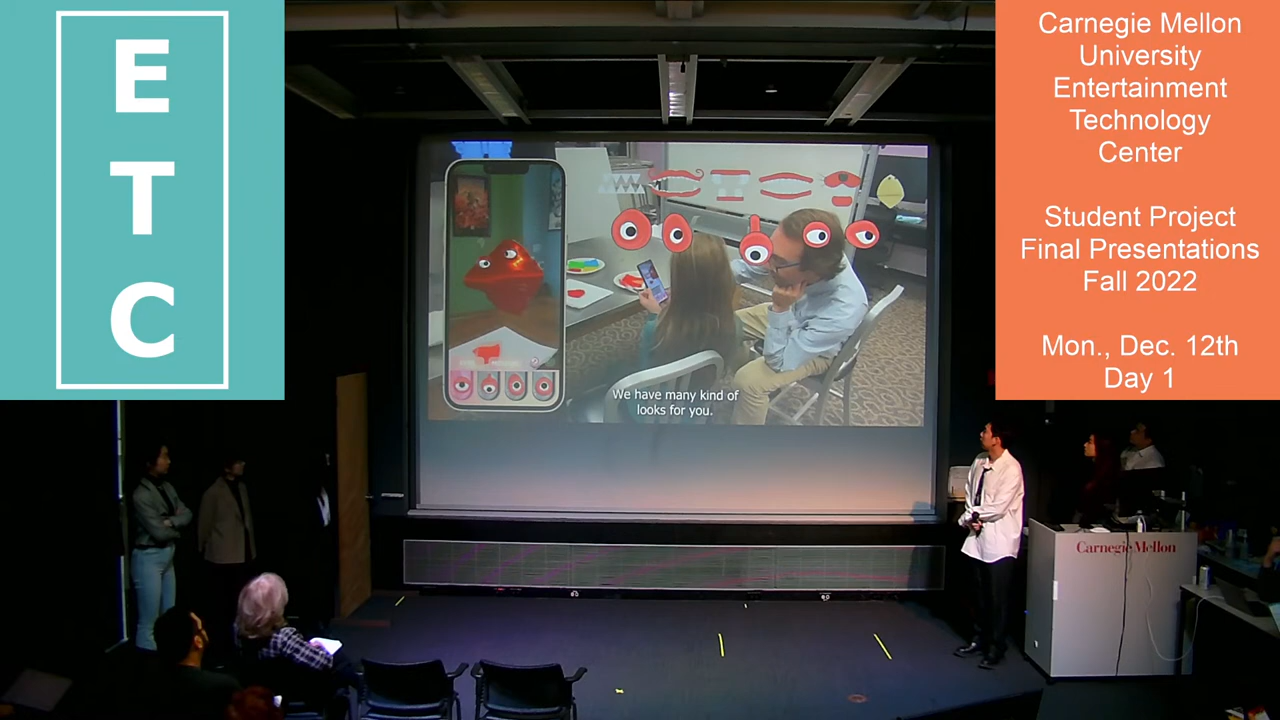 E
T
C
Carnegie Mellon
University
Entertainment
Technology
Center
Student Project
Final Presentations
Fall 2022
Mon., Dec. 12th
Day 1
We have many kind of
looks for you.
Carnegie Mellon